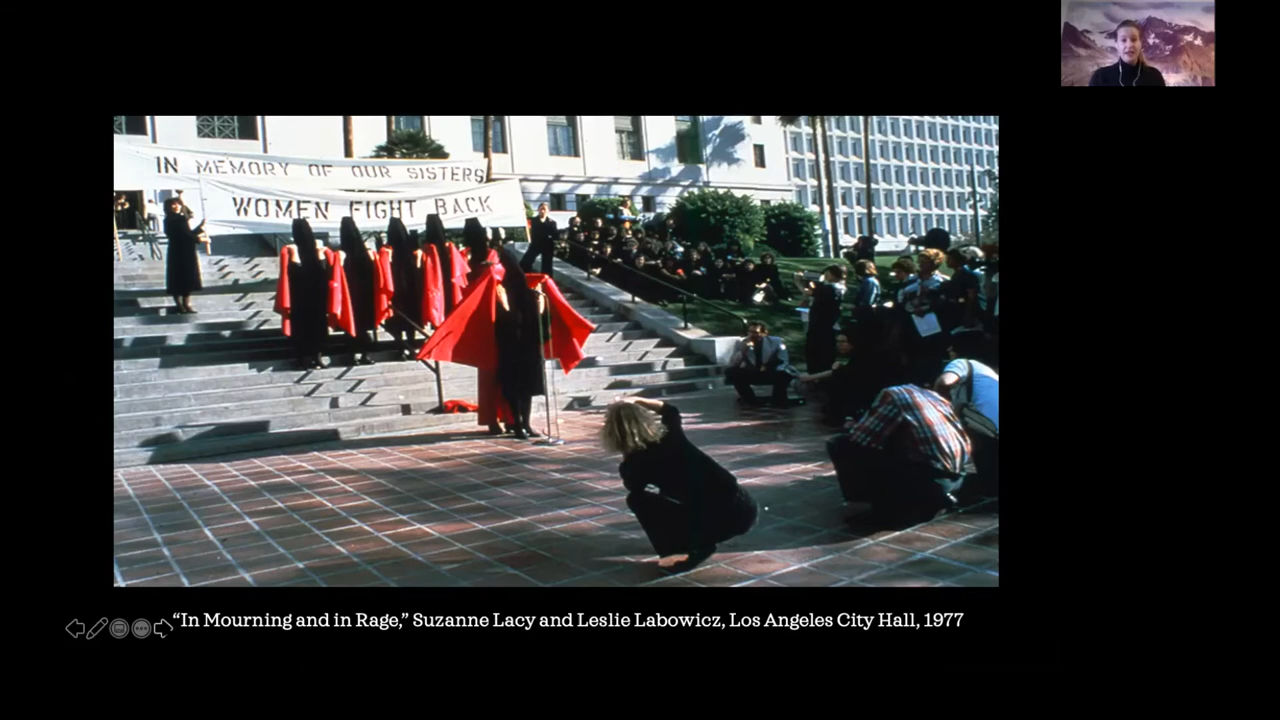 IN MEMORY OF OUR SISTERS
WOMEN FIGHT BACK
“In Mourning and in Rage,” Suzanne Lacy and Leslie Labowicz, Los Angeles City Hall, 1977